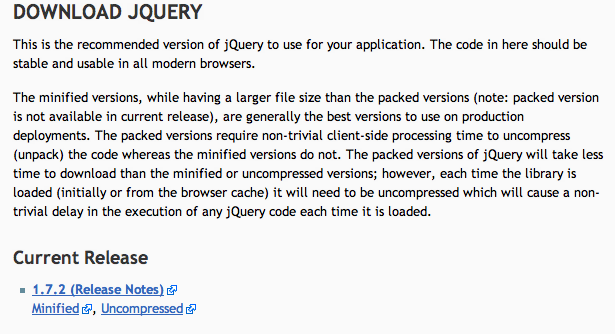 DOWNLOAD JQUERY
This is the recommended version of jQuery to use for your application. The code in here should be
stable and usable in all modern browsers.
The minified versions, while having a larger file size than the packed versions (note: packed version
is not available in current release), are generally the best versions to use on production
deployments. The packed versions require non-trivial client-side processing time to uncompress
(unpack) the code whereas the minified versions do not. The packed versions of jQuery will take less
time to download than the minified or uncompressed versions; however, each time the library is
loaded (initially or from the browser cache) it will need to be uncompressed which will cause a non-
trivial delay in the execution of any jQuery code each time it is loaded.
Current Release
1.7.2 (Release Notes)
Minified, Uncompressed